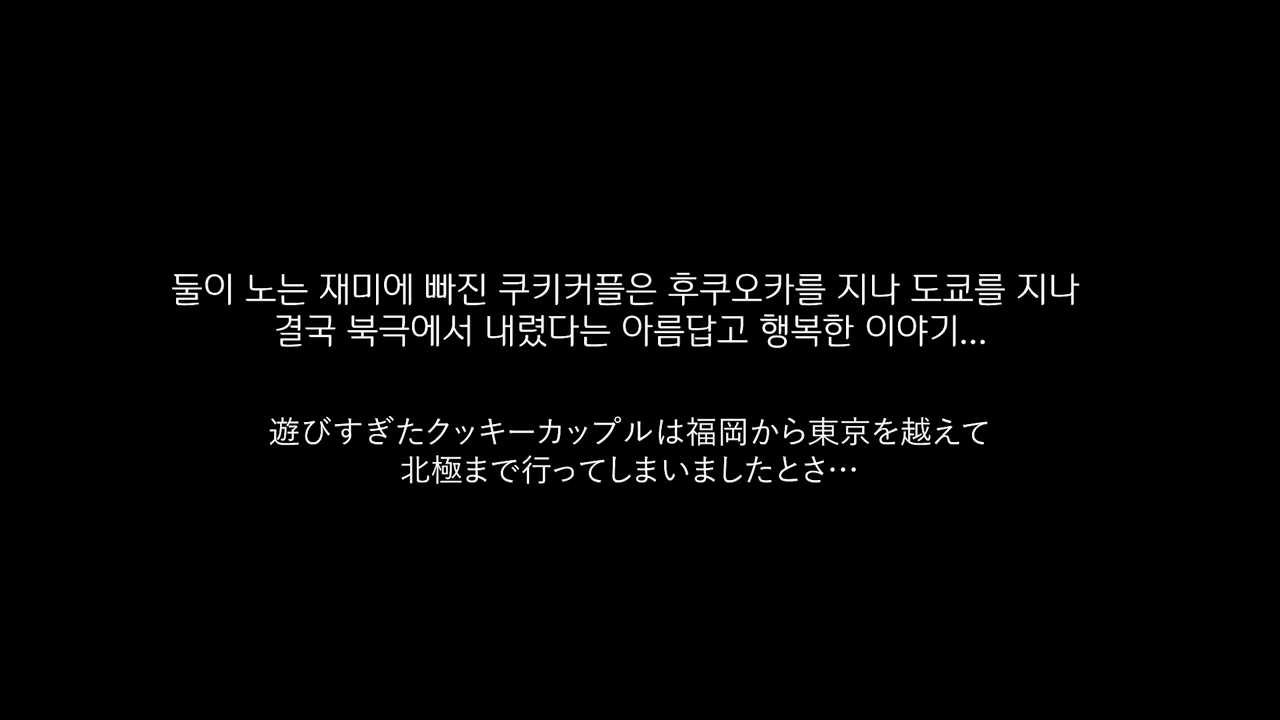 둘이 노는 재미에 빠진 쿠키커플은 후쿠오카를 지나 도쿄를 지나
결국 북극에서 내렸다는 아름답고 행복한 이야기...
遊びすぎたクッキーカップルは福岡から東京を越えて
北極まで行ってしまいましたとさ…